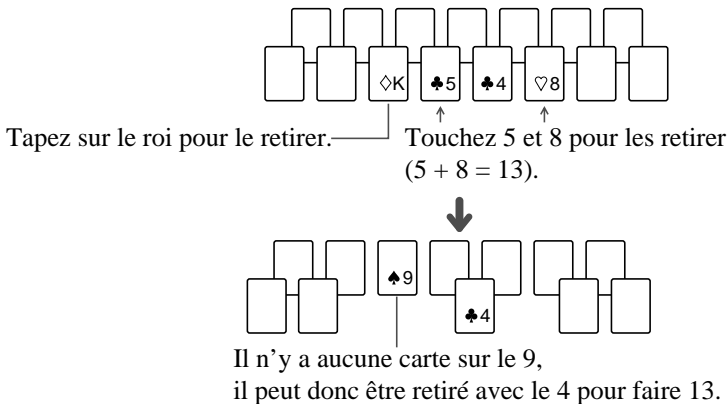 ♢K ♣5 ♣4 ♡8
Tapez sur le roi pour le retirer.
Touchez 5 et 8 pour les retirer
(5 + 8 = 13).
♠9
♣4
Il n’y a aucune carte sur le 9,
il peut donc être retiré avec le 4 pour faire 13.